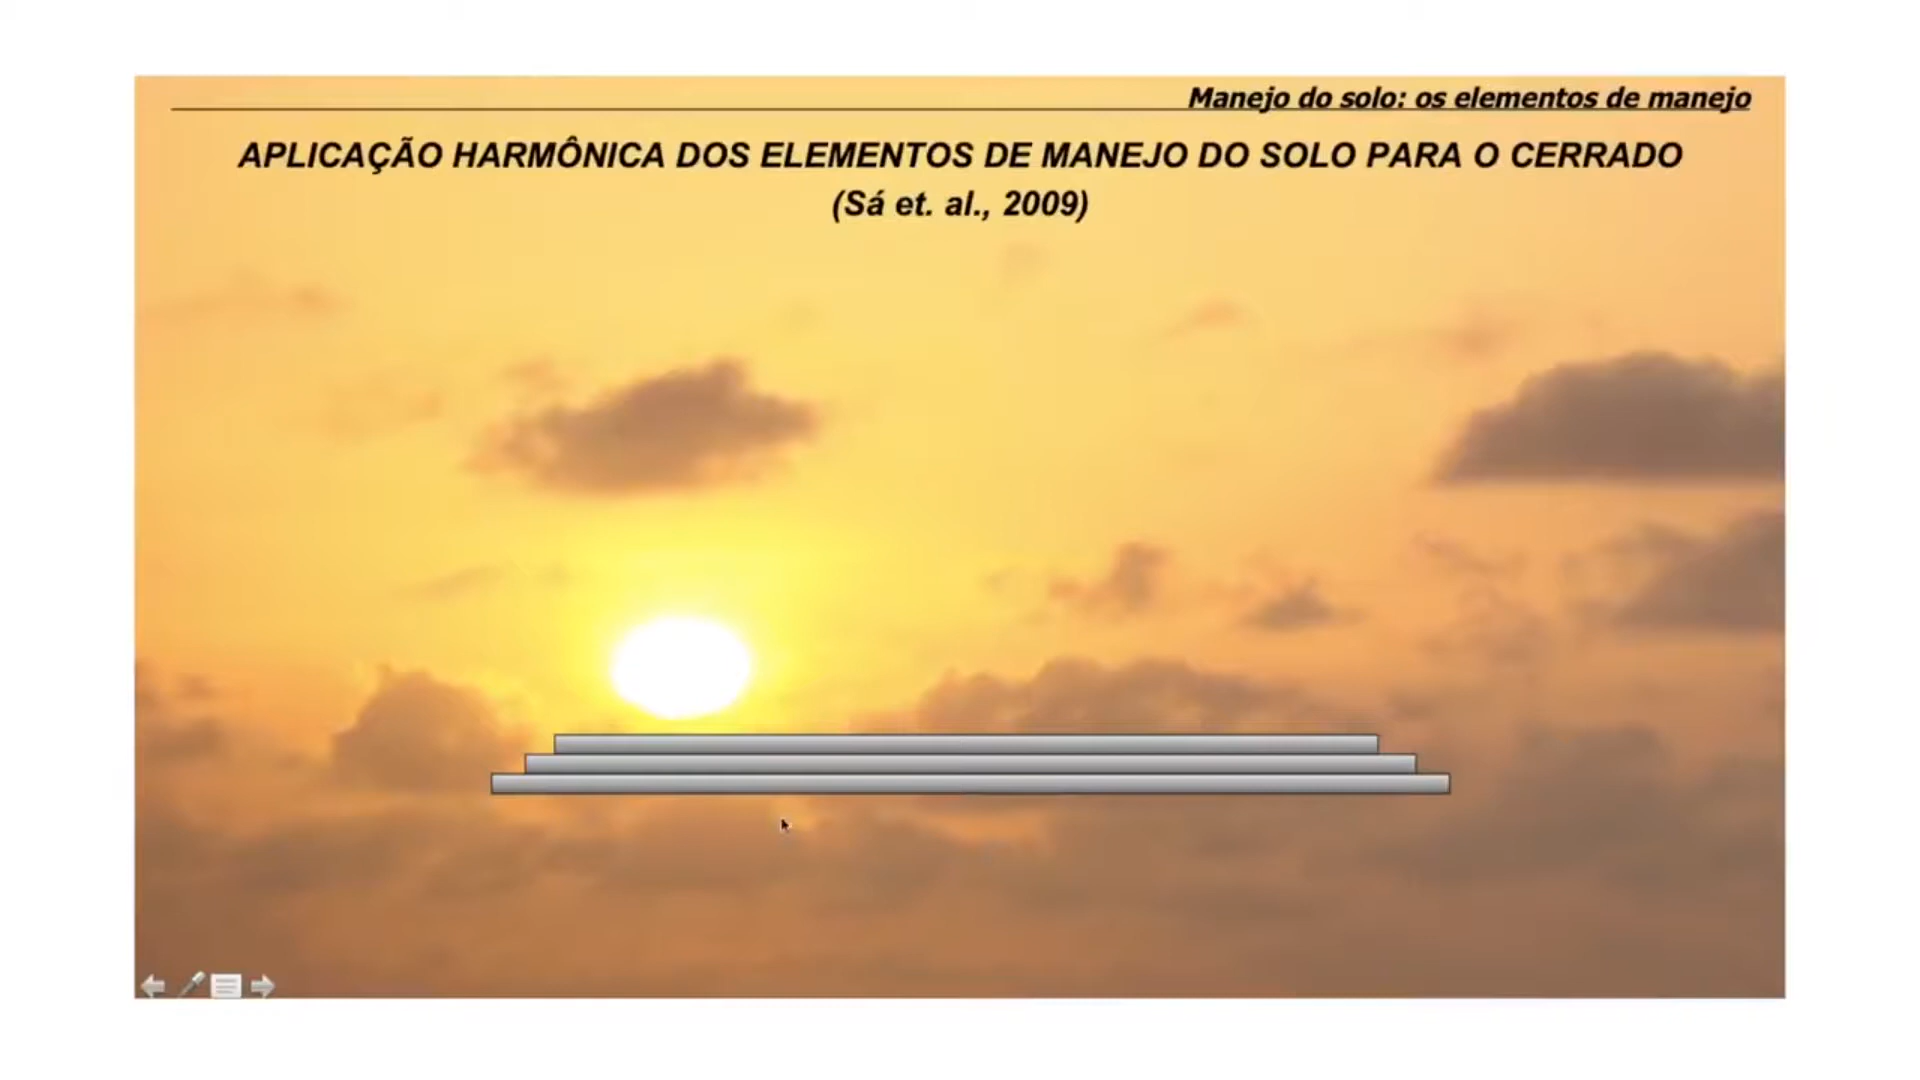 Manejo do solo: os elementos de manejo
APLICAÇÃO HARMÔNICA DOS ELEMENTOS DE MANEJO DO SOLO PARA O CERRADO
(Sá et. al., 2009)